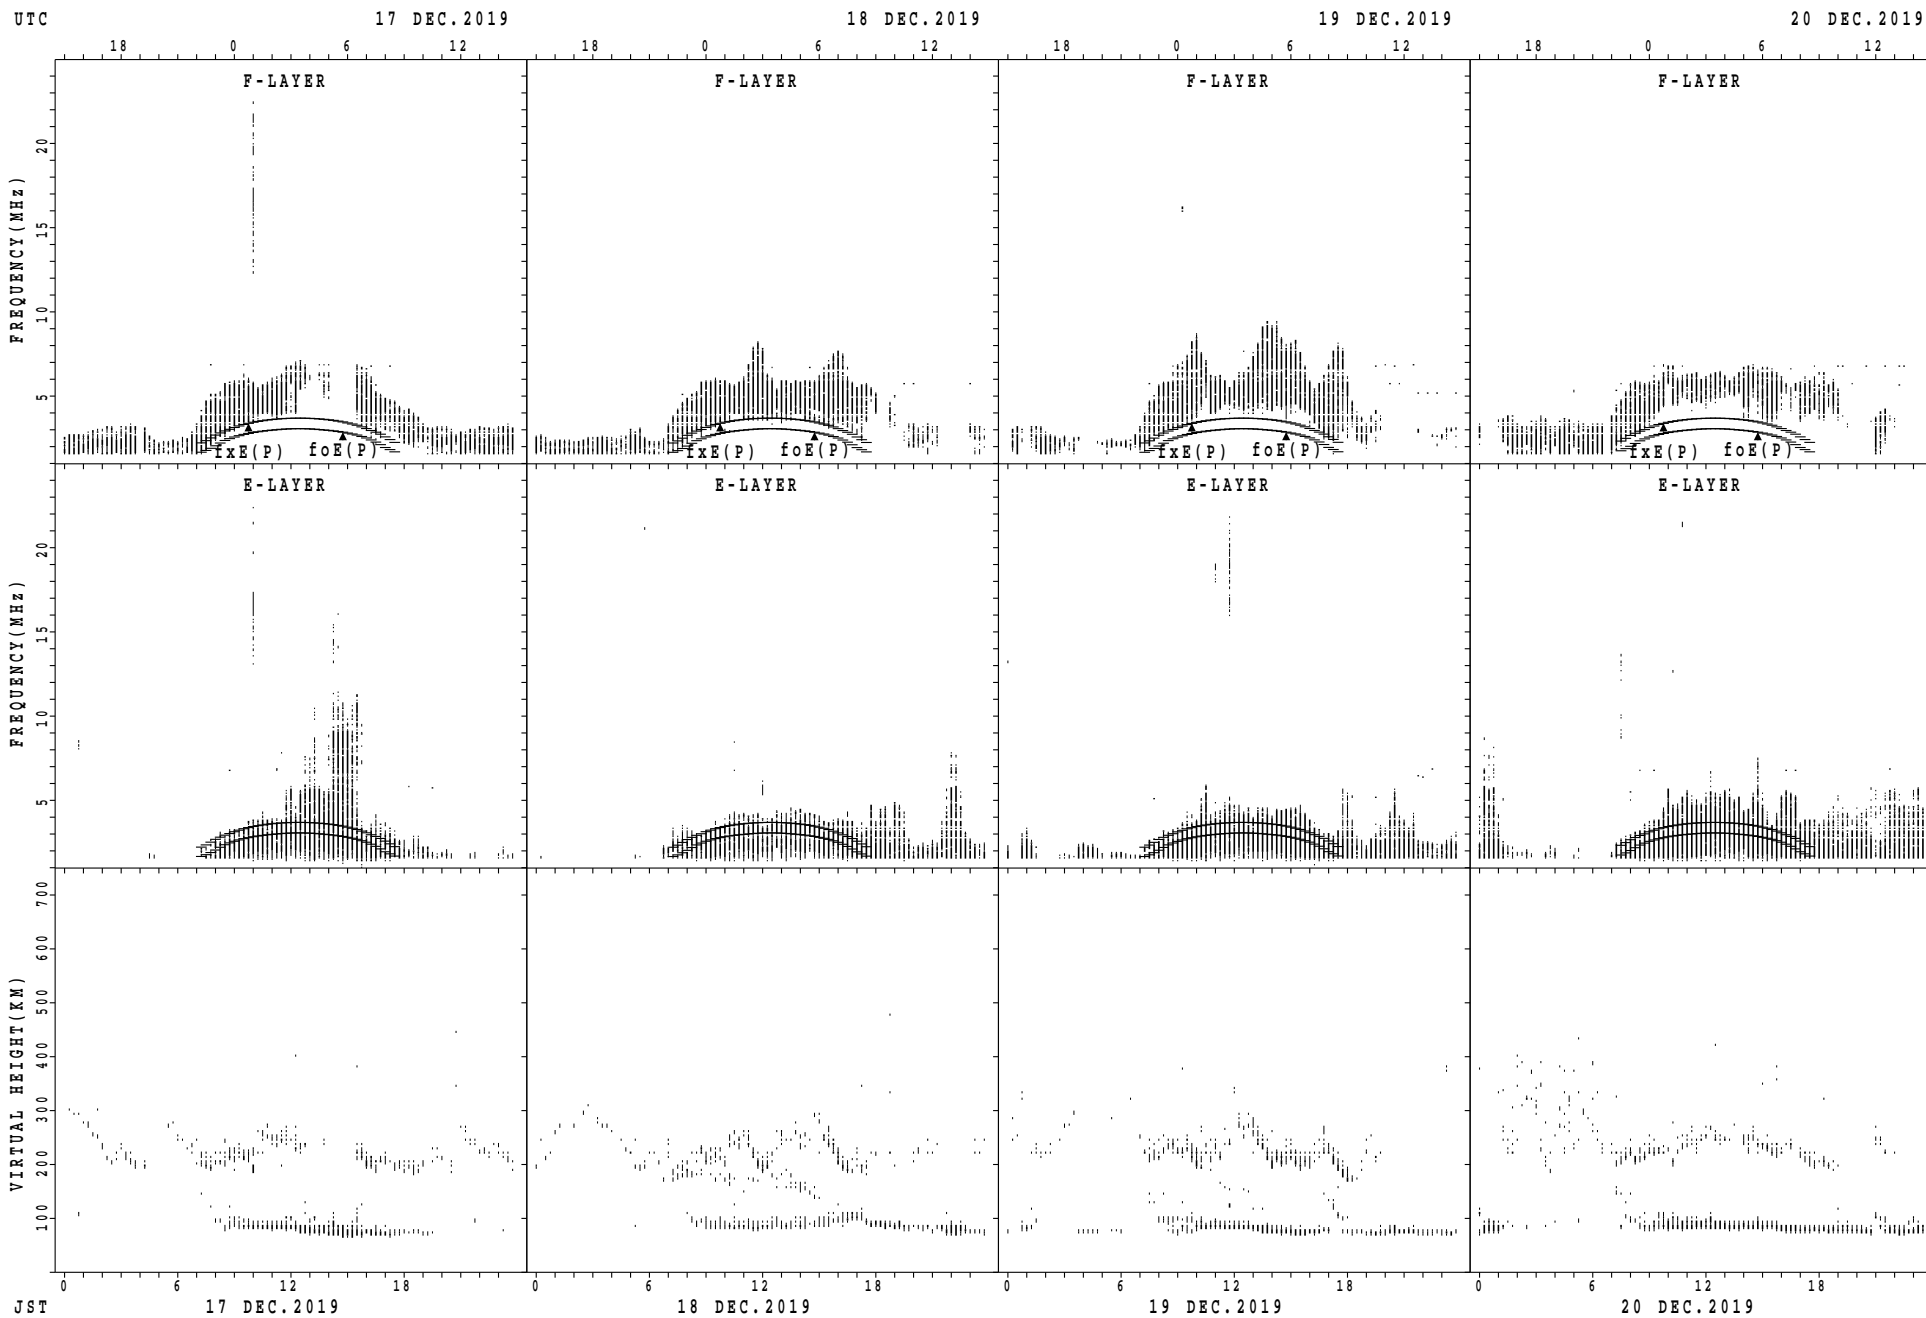 UTC 17 DEC.2019 18 DEC.2019 19 DEC.2019 20 DEC.2019
18 0 6 12 18 0 6 12 18 0 6 12 18 0 6 12
F-LAYER F-LAYER F-LAYER F-LAYER
FREQUENCY(MHz)
20
15
10
5
fxE(P) foE(P) fxE(P) foE(P) fxE(P) foE(P) fxE(P) foE(P)
E-LAYER E-LAYER E-LAYER E-LAYER
FREQUENCY(MHz)
20
15
10
5
VIRTUAL HEIGHT(KM)
700
600
500
400
300
200
100
0 6 12 18 0 6 12 18 0 6 12 18 0 6 12 18
JST 17 DEC.2019 18 DEC.2019 19 DEC.2019 20 DEC.2019